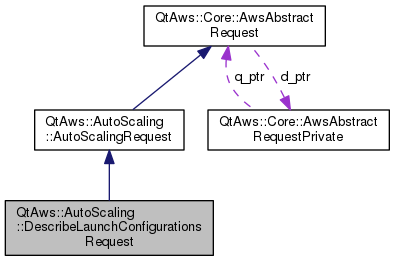 QtAws::Core::AwsAbstract
Request
q_ptr
d_ptr
QtAws::AutoScaling
::AutoScalingRequest
QtAws::Core::AwsAbstract
RequestPrivate
QtAws::AutoScaling
::DescribeLaunchConfigurations
Request